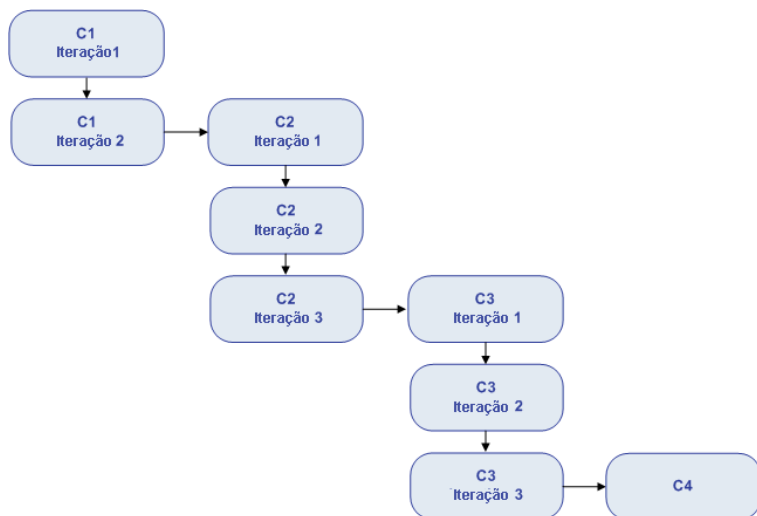 C1
Iteração1
C1
Iteração 2
C2
Iteração 1
C2
Iteração 2
C2
Iteração 3
C3
Iteração 1
C3
Iteração 2
C3
Iteração 3
C4